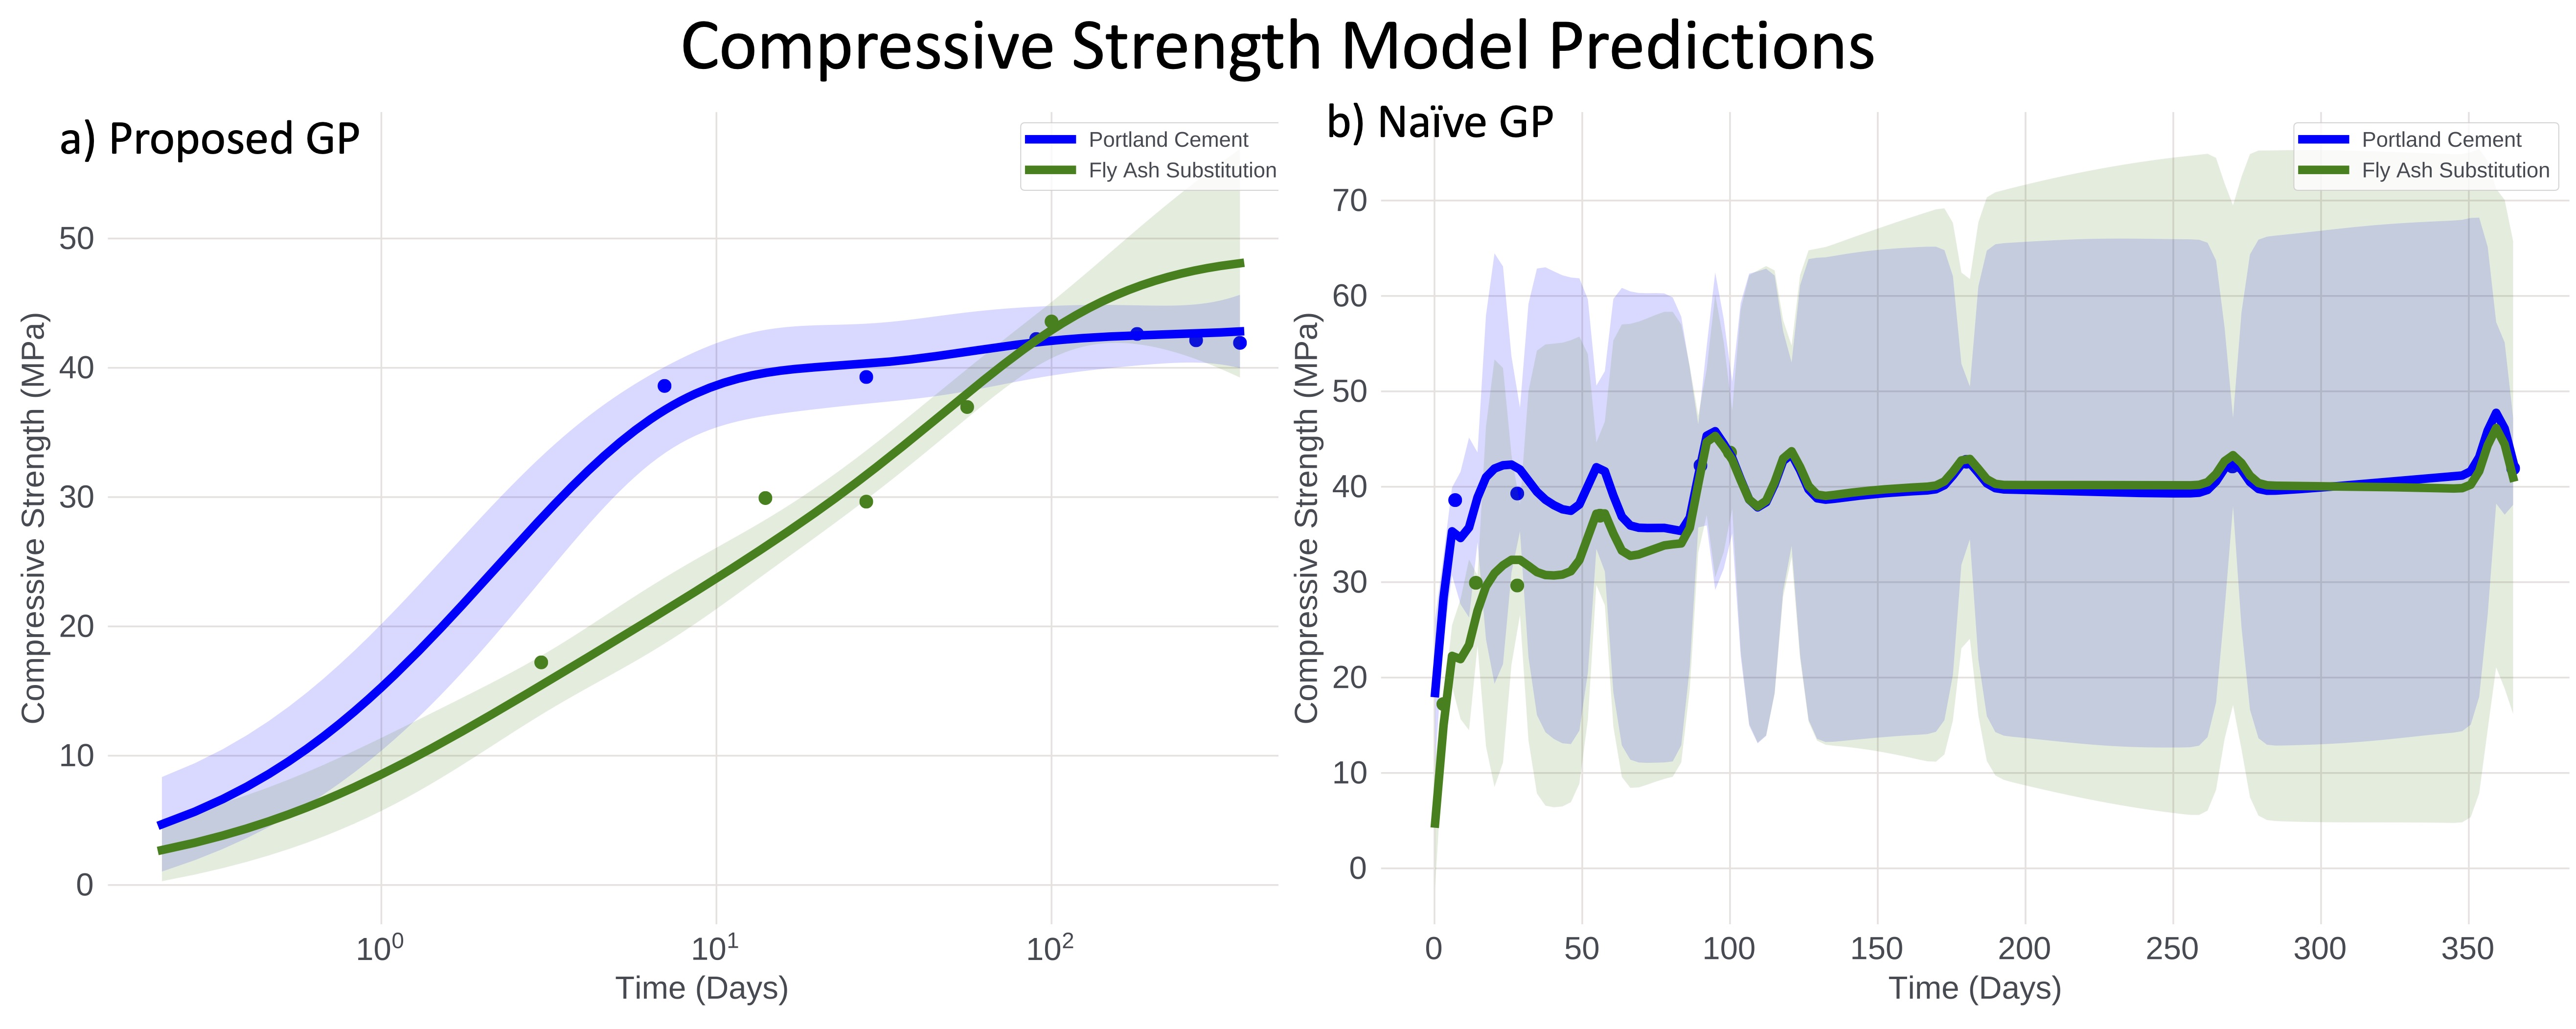 Compressive Strength Model Predictions
a) Proposed GP
Portland Cement
Fly Ash Substitution
Compressive Strength (MPa)
50
40
30
20
10
0
10⁰
10¹
10²
Time (Days)
b) Naïve GP
Portland Cement
Fly Ash Substitution
Compressive Strength (MPa)
70
60
50
40
30
20
10
0
0
50
100
150
200
250
300
350
Time (Days)